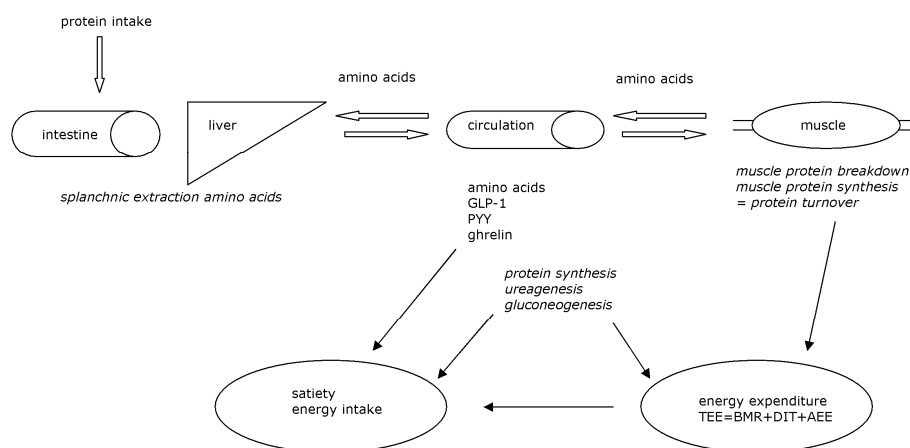 protein intake
amino acids
amino acids
intestine
liver
circulation
muscle
splanchnic extraction amino acids
muscle protein breakdown
muscle protein synthesis
= protein turnover
amino acids
GLP-1
PYY
ghrelin
protein synthesis
ureagenesis
gluconeogenesis
satiety
energy intake
energy expenditure
TEE=BMR+DIT+AEE